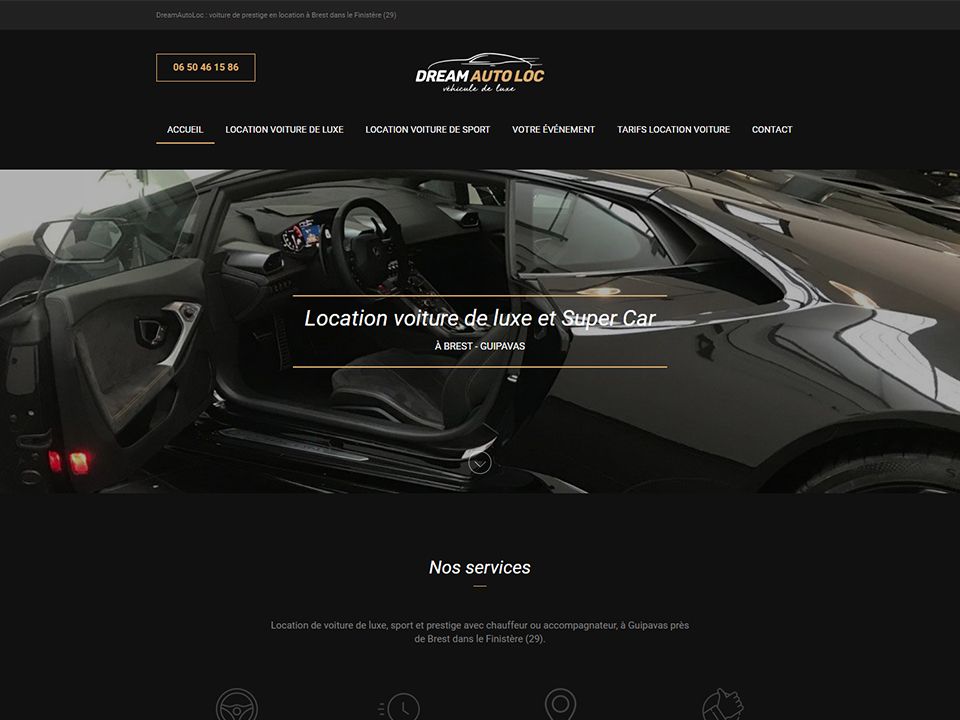 DreamAutoLoc : voiture de prestige en location à Brest dans le Finistère (29)
06 50 46 15 86
DREAM AUTO LOC
véhicule de luxe
ACCUEIL LOCATION VOITURE DE LUXE LOCATION VOITURE DE SPORT VOTRE ÉVÉNEMENT TARIFS LOCATION VOITURE CONTACT
Location voiture de luxe et Super Car
À BREST - GUIPAVAS
Nos services
Location de voiture de luxe, sport et prestige avec chauffeur ou accompagnateur, à Guipavas près
de Brest dans le Finistère (29).